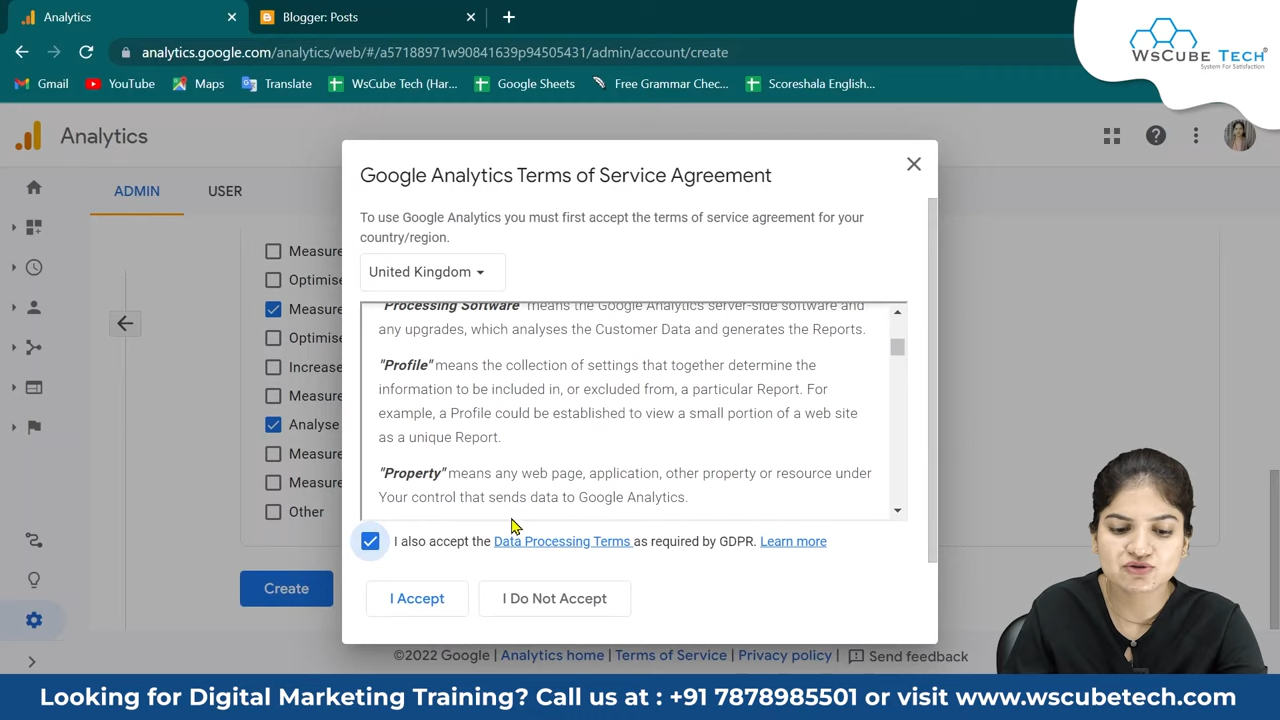 Analytics
Blogger: Posts
analytics.google.com/analytics/web/#/a57188971w90841639p94505431/admin/account/create
Gmail
YouTube
Maps
Translate
WsCube Tech (Har...
Google Sheets
Free Grammar Chec...
Scoreshala English...
WSCUBE TECH
System For Satisfaction
Analytics
ADMIN
USER
Google Analytics Terms of Service Agreement
To use Google Analytics you must first accept the terms of service agreement for your
country/region.
United Kingdom
"Processing Software" means the Google Analytics server-side software and
any upgrades, which analyses the Customer Data and generates the Reports.
"Profile" means the collection of settings that together determine the
information to be included in, or excluded from, a particular Report. For
example, a Profile could be established to view a small portion of a web site
as a unique Report.
"Property" means any web page, application, other property or resource under
Your control that sends data to Google Analytics.
I also accept the Data Processing Terms as required by GDPR. Learn more
I Accept
I Do Not Accept
Measure
Optimise
Measure
Optimise
Increase
Measure
Analyse
Measure
Measure
Other
Create
©2022 Google | Analytics home | Terms of Service | Privacy policy | Send feedback
Looking for Digital Marketing Training? Call us at : +91 7878985501 or visit www.wscubetech.com